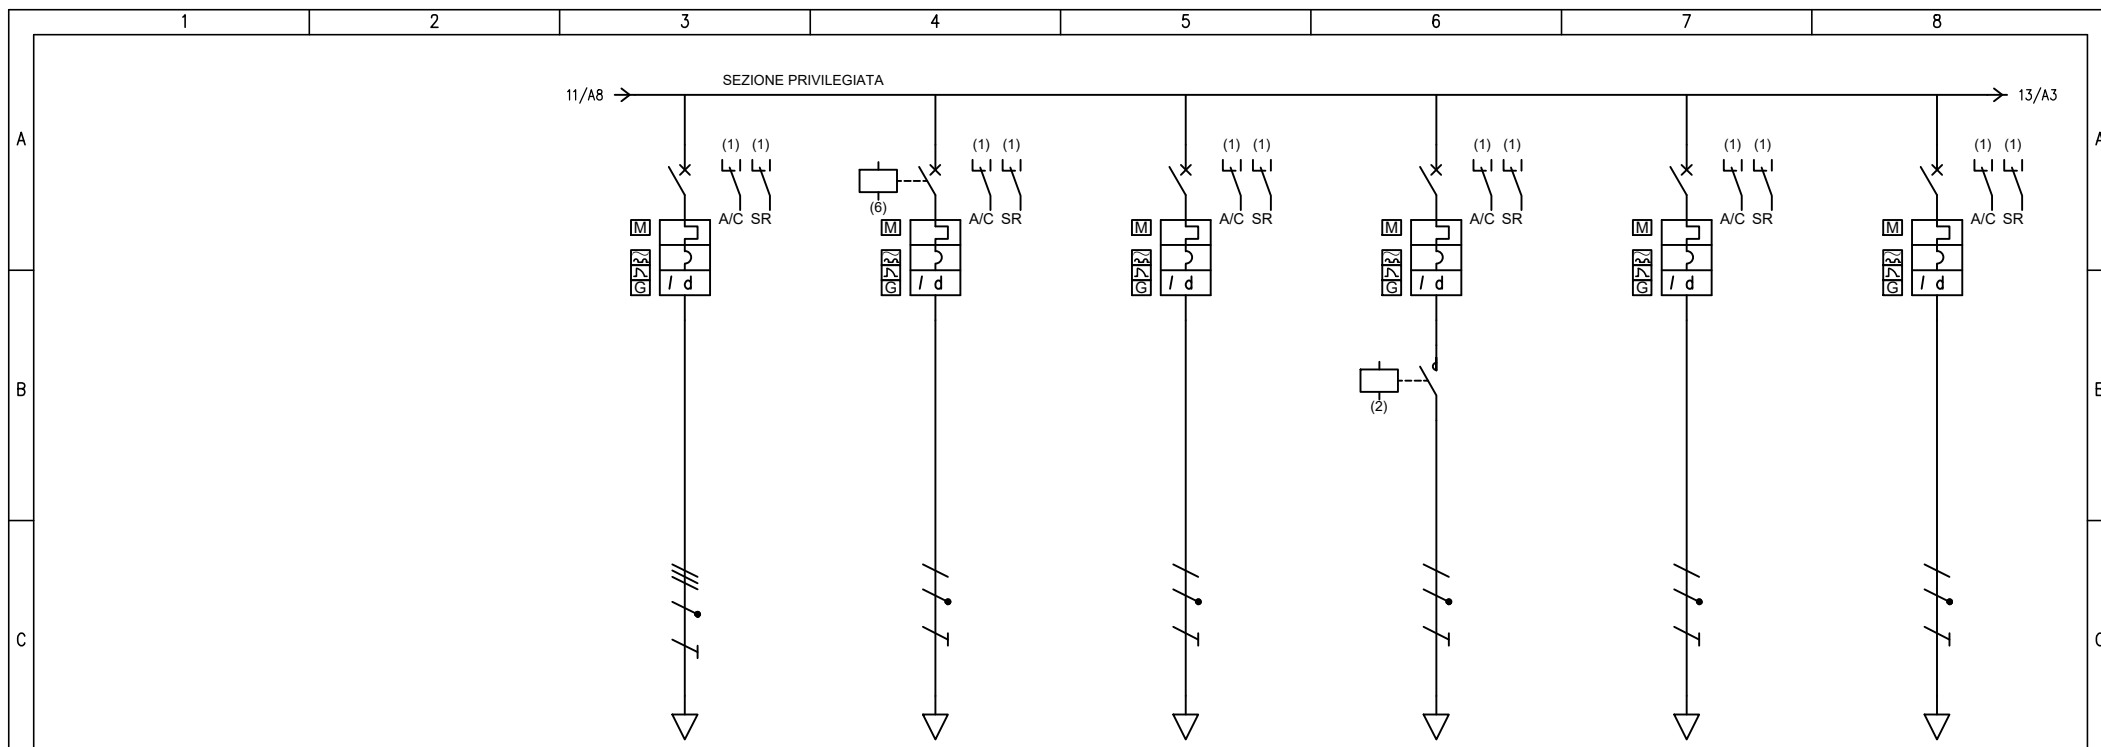 1 2 3 4 5 6 7 8
SEZIONE PRIVILEGIATA
11/A8 13/A3
A A
(1) (1) (1) (1) (1) (1) (1) (1) (1) (1) (1) (1)
(6)
A/C SR A/C SR A/C SR A/C SR A/C SR A/C SR
M M M M M M
G I d G I d G I d G I d G I d G I d
d
B B
(2)
C C